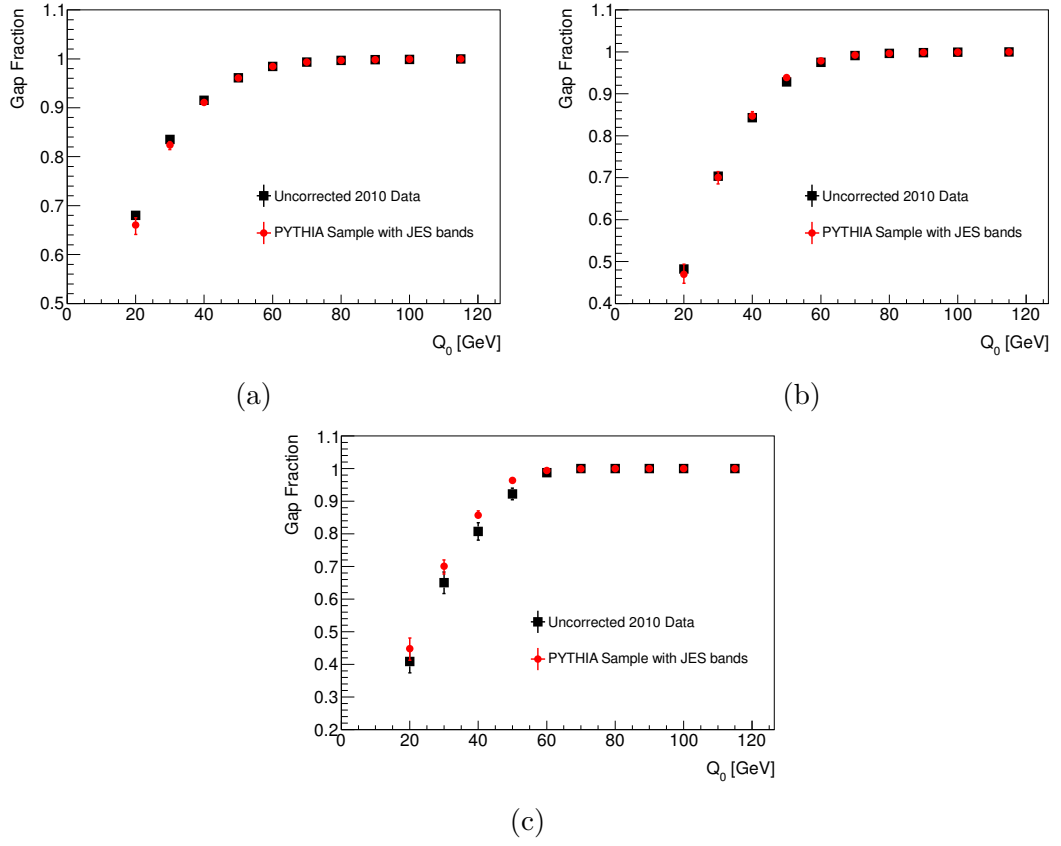 Gap Fraction
1.1
1
0.9
0.8
0.7
0.6
0.5
0 20 40 60 80 100 120
Q0 [GeV]
Uncorrected 2010 Data
PYTHIA Sample with JES bands
(a)
Gap Fraction
1.1
1
0.9
0.8
0.7
0.6
0.5
0.4
0 20 40 60 80 100 120
Q0 [GeV]
Uncorrected 2010 Data
PYTHIA Sample with JES bands
(b)
Gap Fraction
1.1
1
0.9
0.8
0.7
0.6
0.5
0.4
0.3
0.2
0 20 40 60 80 100 120
Q0 [GeV]
Uncorrected 2010 Data
PYTHIA Sample with JES bands
(c)